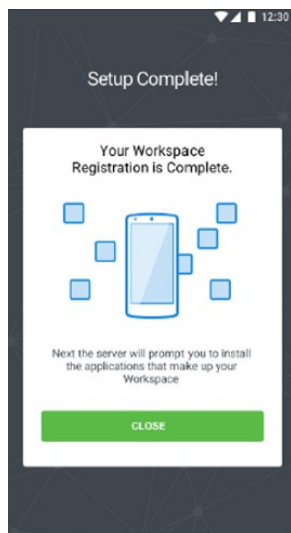 12:30
Setup Complete!
Your Workspace
Registration is Complete.
Next the server will prompt you to install
the applications that make up your
Workspace
CLOSE